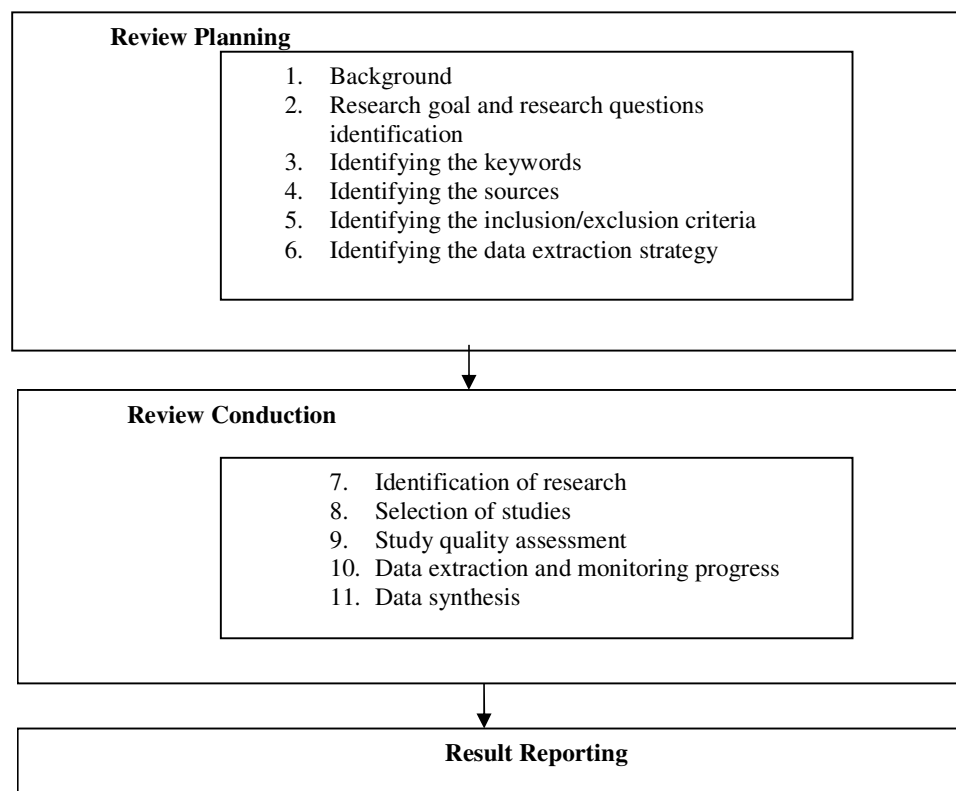 Review Planning
1. Background
2. Research goal and research questions
identification
3. Identifying the keywords
4. Identifying the sources
5. Identifying the inclusion/exclusion criteria
6. Identifying the data extraction strategy
Review Conduction
7. Identification of research
8. Selection of studies
9. Study quality assessment
10. Data extraction and monitoring progress
11. Data synthesis
Result Reporting